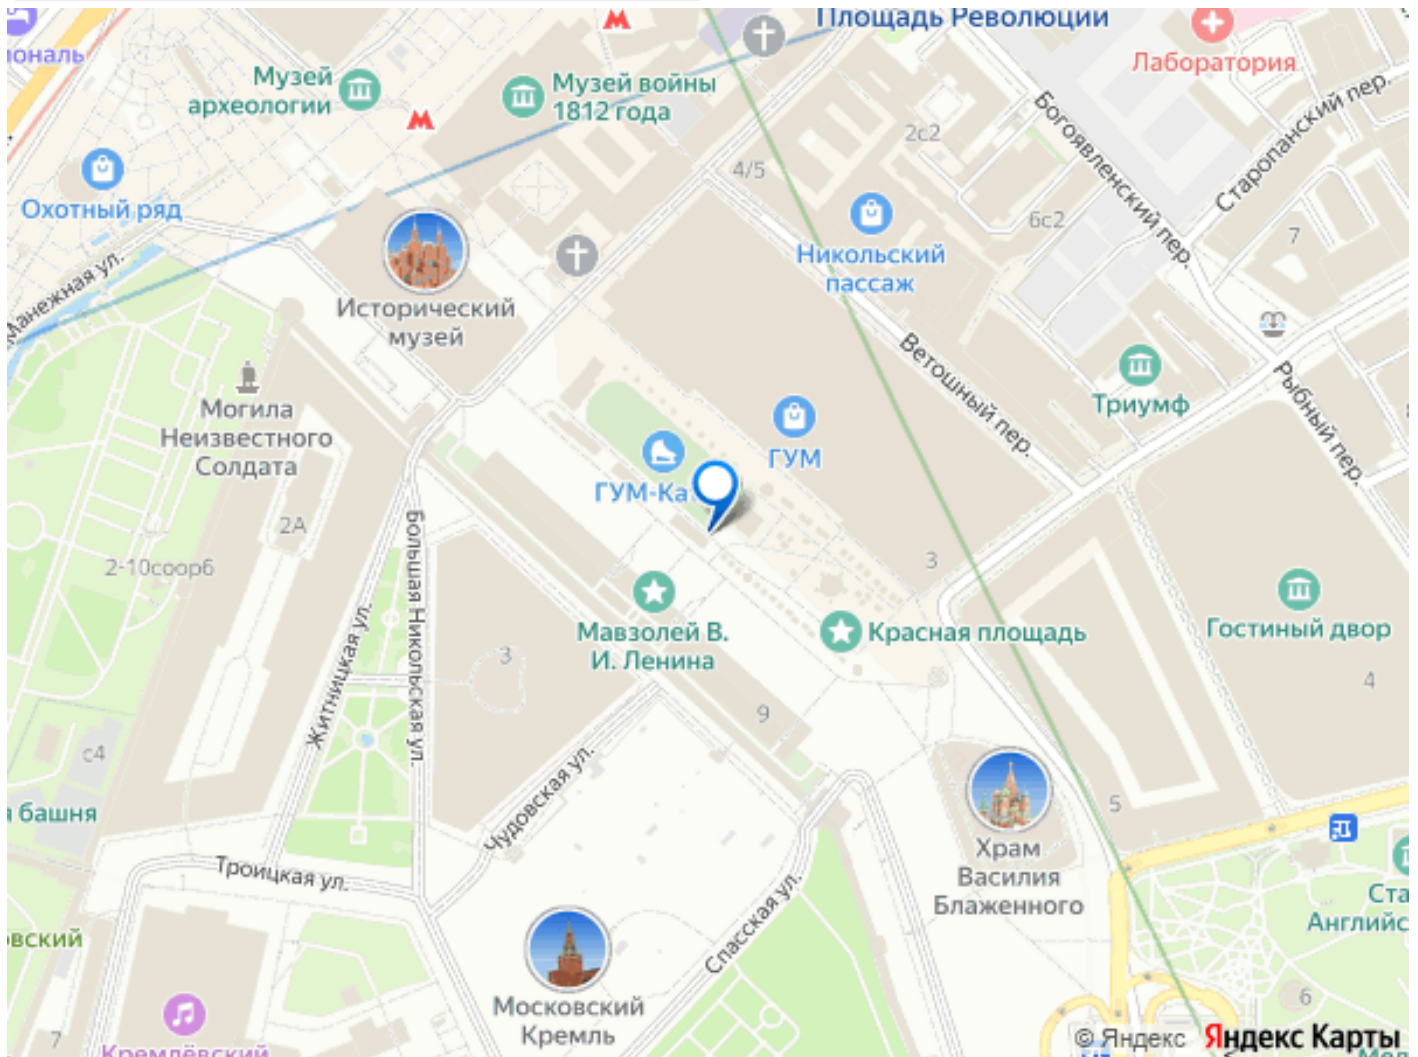 Площадь Революции
иональ
Музей
археологии
Музей войны
1812 года
Лаборатория
Богоявленский пер.
Старопанский пер.
2с2
4/5
6с2
7
Охотный ряд
Никольский
пассаж
Манежная ул.
Исторический
музей
Ветошный пер.
Рыбный пер.
Триумф
Могила
Неизвестного
Солдата
ГУМ
ГУМ-Ка
2А
2-10соор6
Большая Никольская ул.
Житницкая ул.
3
3
Мавзолей В.
И. Ленина
Красная площадь
Гостиный двор
4
9
с4
я башня
Чудовская ул.
5
Храм
Василия
Блаженного
Троицкая ул.
Спасская ул.
Ста
Английс
овский
Московский
Кремль
6
7
Кремлёвский
© Яндекс Яндекс Карты